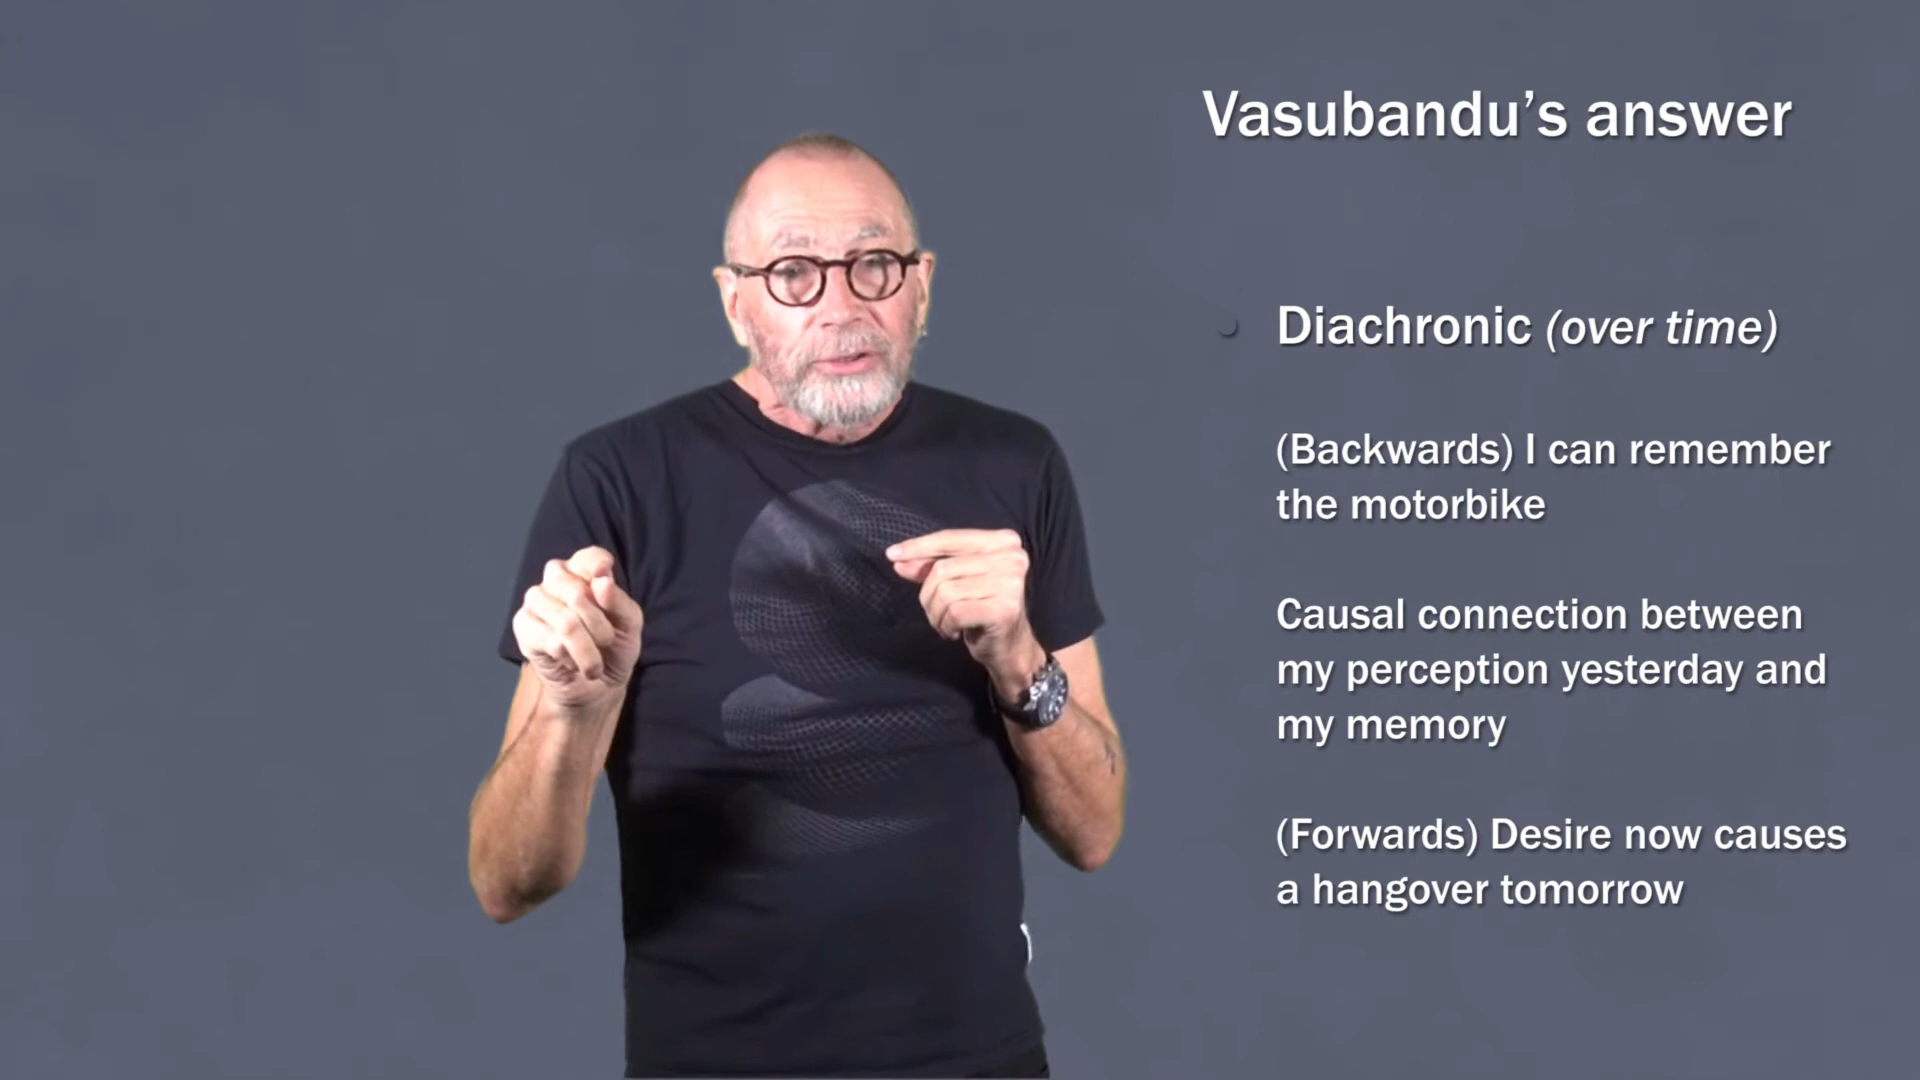 Vasubandu’s answer
Diachronic (over time)
(Backwards) I can remember
the motorbike
Causal connection between
my perception yesterday and
my memory
(Forwards) Desire now causes
a hangover tomorrow